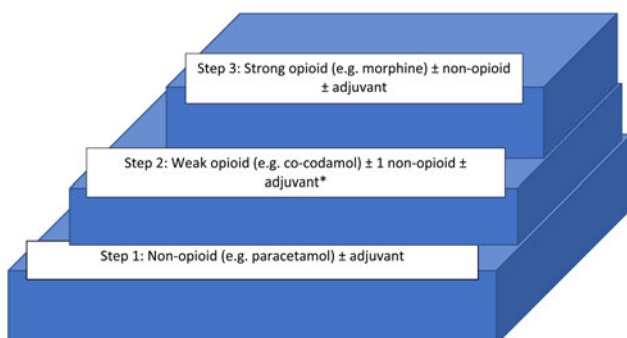 Step 3: Strong opioid (e.g. morphine) ± non-opioid
± adjuvant
Step 2: Weak opioid (e.g. co-codamol) ± 1 non-opioid ±
adjuvant*
Step 1: Non-opioid (e.g. paracetamol) ± adjuvant